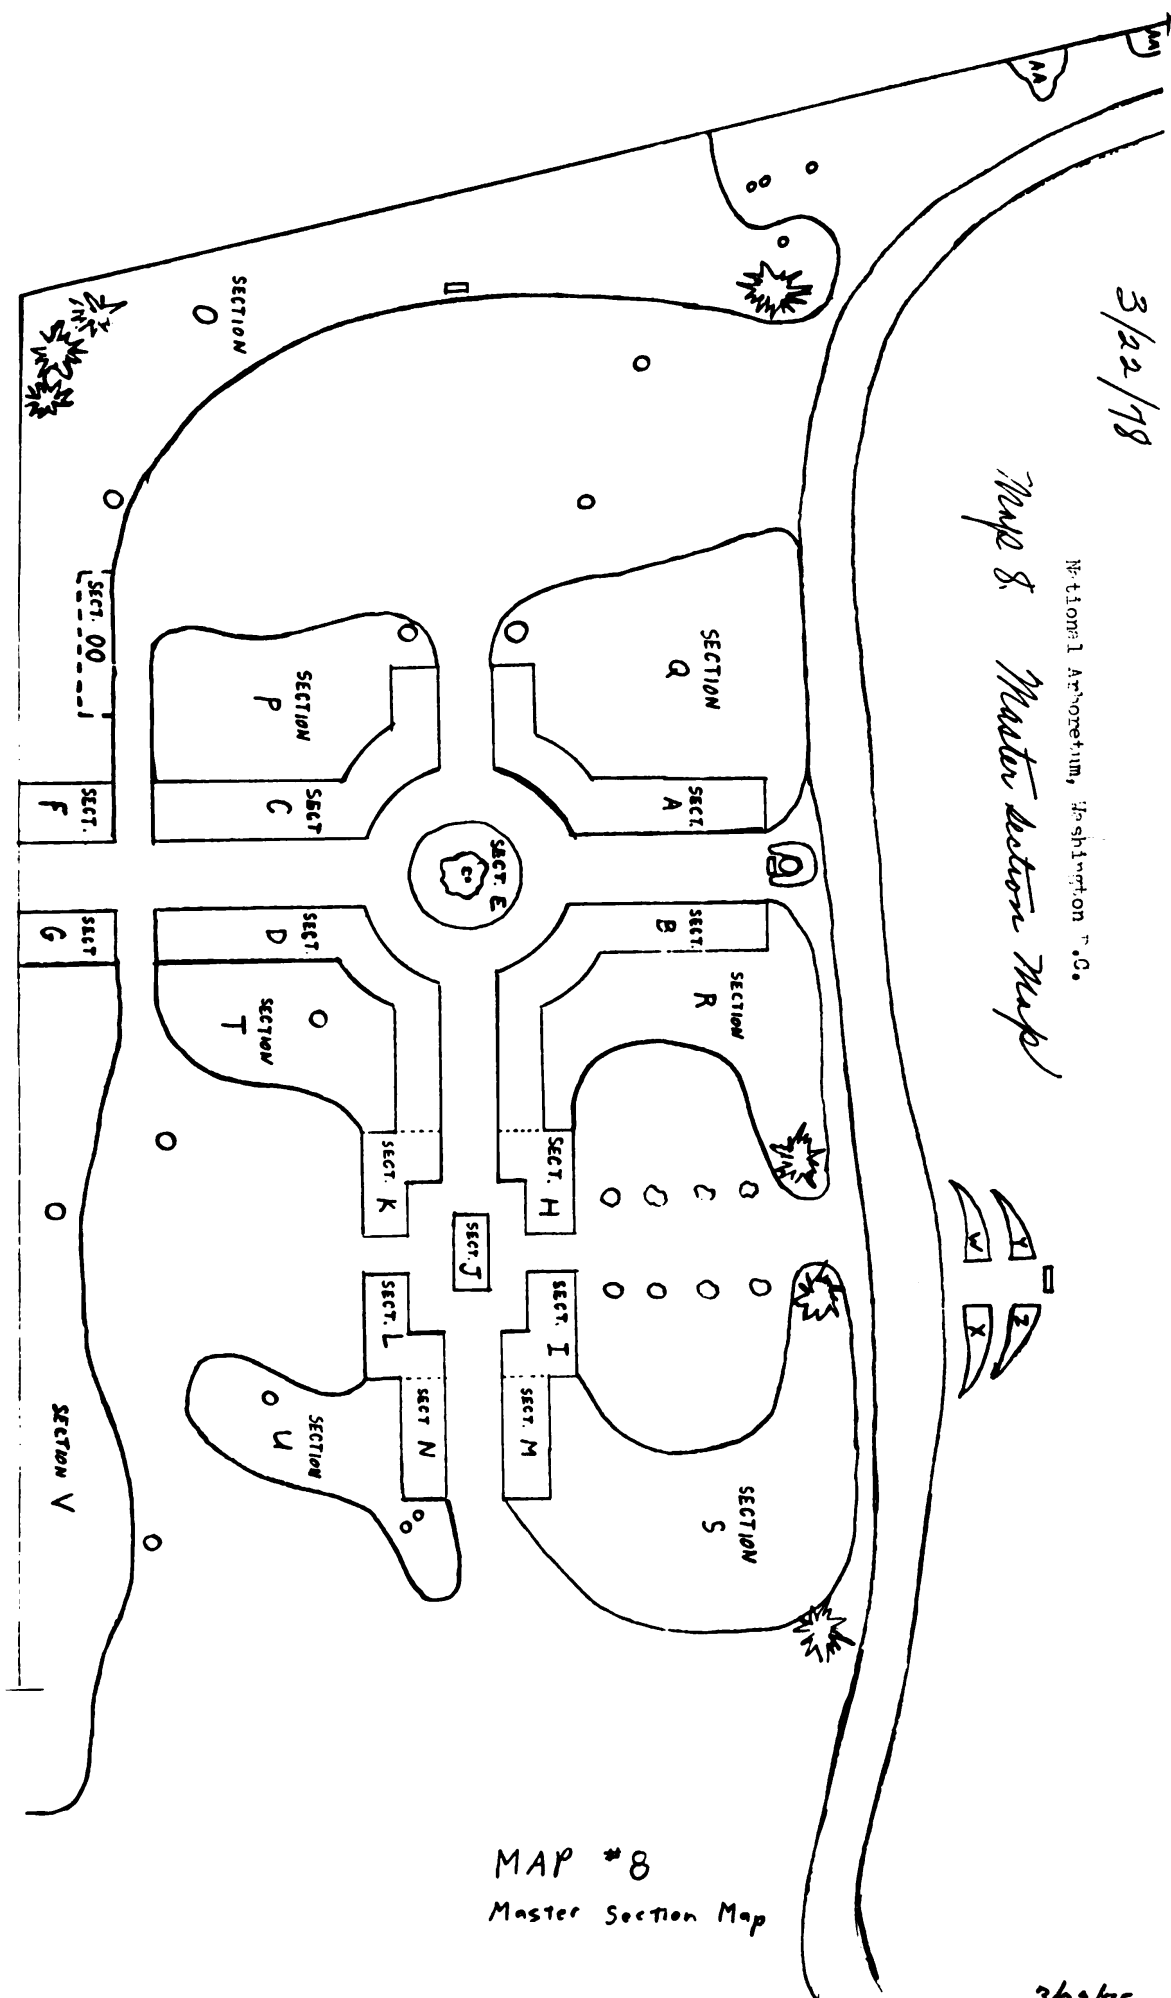 3/22/78
National Arboretum, Washington D.C.
Map 8. Master Section Map
AA1
AA
SECTION
O
SECT. OO
SECTION
Q
SECTION
P
SECT.
A
SECT
C
SECT.
F
SECT. E
SECT.
B
SECT.
D
SECT
G
SECTION
R
SECTION
T
SECT. H
SECT. K
SECT. J
SECT. I
SECT. L
SECT. M
SECT N
SECTION
S
SECTION
U
SECTION V
Y
W
Z
X
MAP #8
Master Section Map